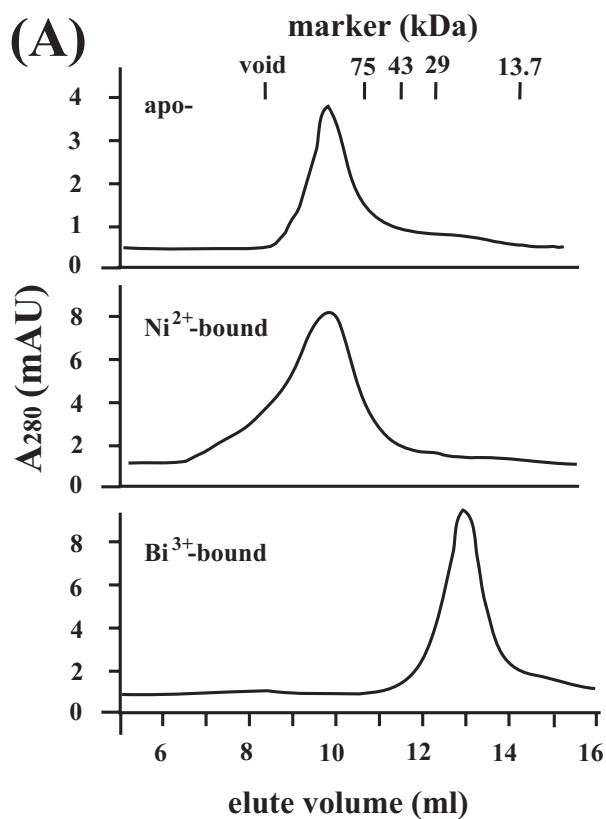 (A)
marker (kDa)
void 75 43 29 13.7
4
apo-
3
2
1
0
8
Ni²⁺-bound
6
4
2
0
A280 (mAU)
8
Bi³⁺-bound
6
4
2
0
6 8 10 12 14 16
elute volume (ml)